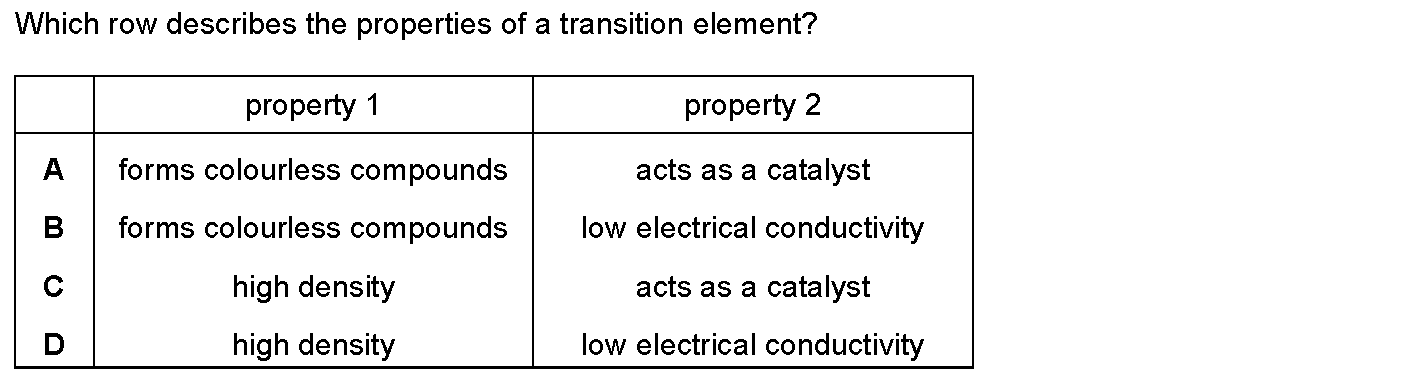 Which row describes the properties of a transition element?
property 1 property 2
A forms colourless compounds acts as a catalyst
B forms colourless compounds low electrical conductivity
C high density acts as a catalyst
D high density low electrical conductivity